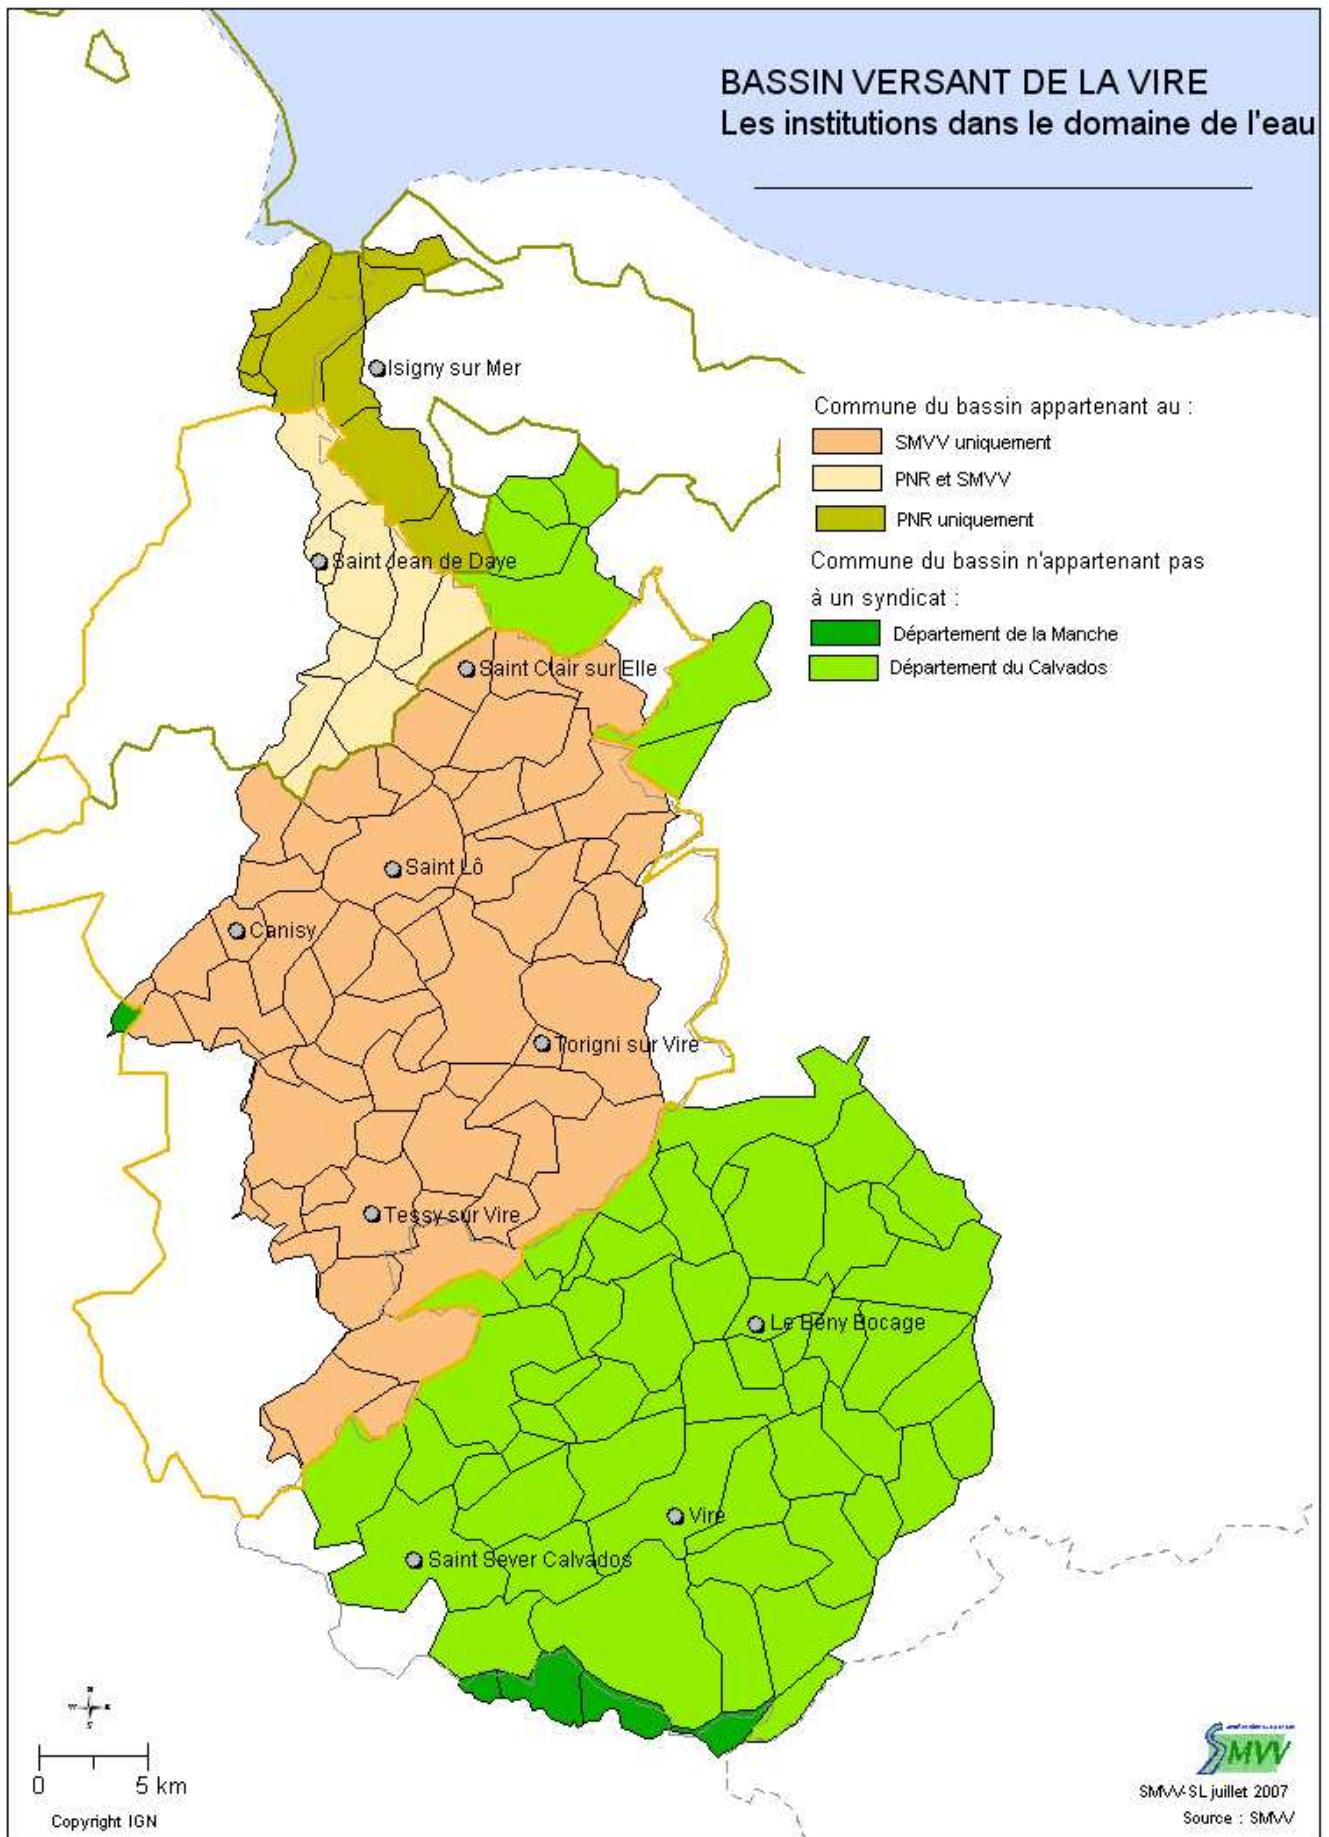 BASSIN VERSANT DE LA VIRE
Les institutions dans le domaine de l'eau
Isigny sur Mer
Commune du bassin appartenant au :
SMVV uniquement
PNR et SMVV
PNR uniquement
Commune du bassin n'appartenant pas
à un syndicat :
Département de la Manche
Département du Calvados
Saint Jean de Daye
Saint Clair sur Elle
Saint Lô
Canisy
Torigni sur Vire
Tessy sur Vire
Le Bény Bocage
Vire
Saint Sever Calvados
N
W E
S
0 5 km
Copyright IGN
SMVV
SMVV-SL juillet 2007
Source : SMVV